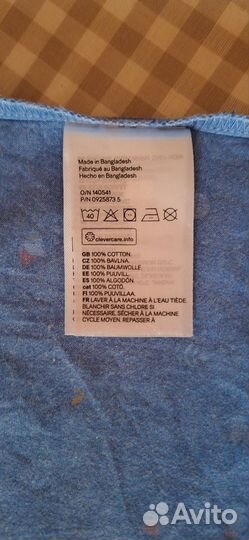 Made in Bangladesh
Fabriqué au Bangladesh
Hecho en Bangladesh
O/N 140541
P/N 0925873 5
40
clevercare.info
GB 100% COTTON.
CZ 100% BAVLNA.
DE 100% BAUMWOLLE.
EE 100% PUUVILL.
ES 100% ALGODÓN.
cat 100% COTÓ.
FI 100% PUUVILLAA.
FR LAVER À LA MACHINE À L'EAU TIÈDE.
BLANCHIR SANS CHLORE SI
NÉCESSAIRE. SÉCHER À LA MACHINE
CYCLE MOYEN. REPASSER À
Avito